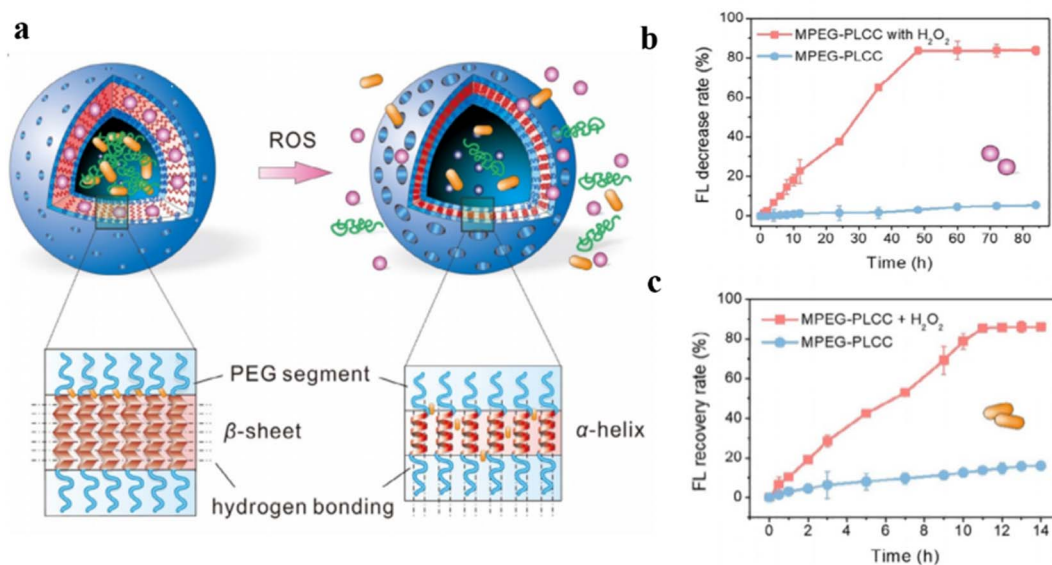 a
ROS
PEG segment
β-sheet
α-helix
hydrogen bonding
b
FL decrease rate (%)
100
80
60
40
20
0
MPEG-PLCC with H₂O₂
MPEG-PLCC
0 10 20 30 40 50 60 70 80
Time (h)
c
FL recovery rate (%)
100
80
60
40
20
0
MPEG-PLCC + H₂O₂
MPEG-PLCC
0 2 4 6 8 10 12 14
Time (h)